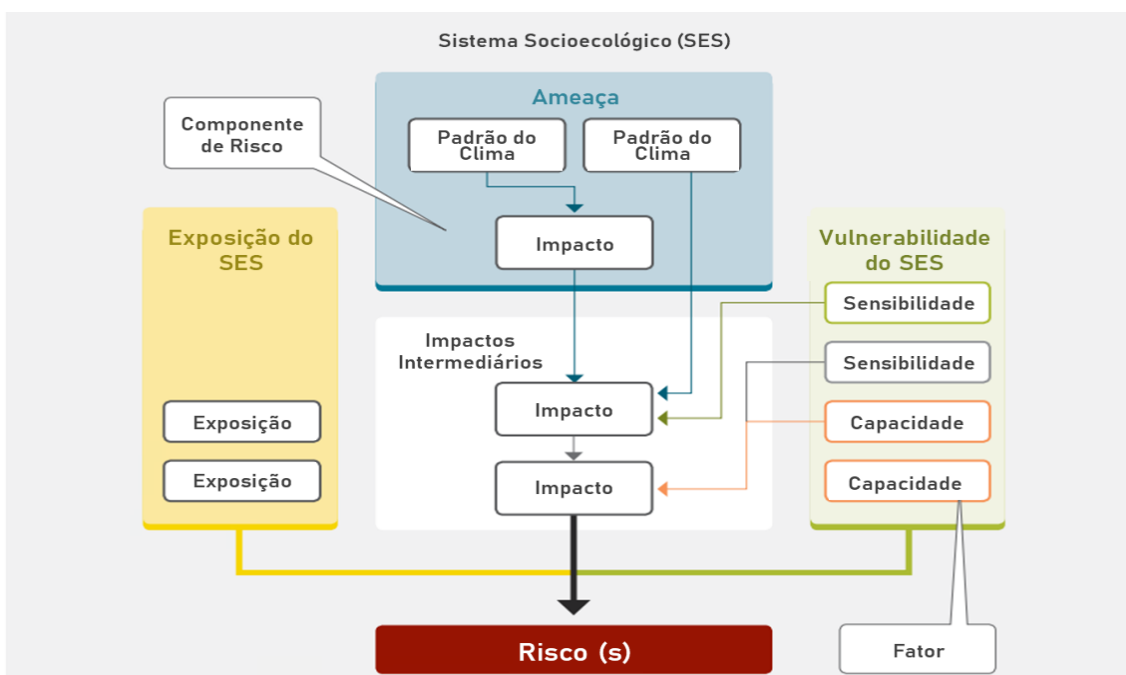 Sistema Socioecológico (SES)
Ameaça
Componente
de Risco
Padrão do
Clima
Padrão do
Clima
Impacto
Exposição do
SES
Exposição
Exposição
Impactos
Intermediários
Impacto
Impacto
Vulnerabilidade
do SES
Sensibilidade
Sensibilidade
Capacidade
Capacidade
Fator
Risco (s)